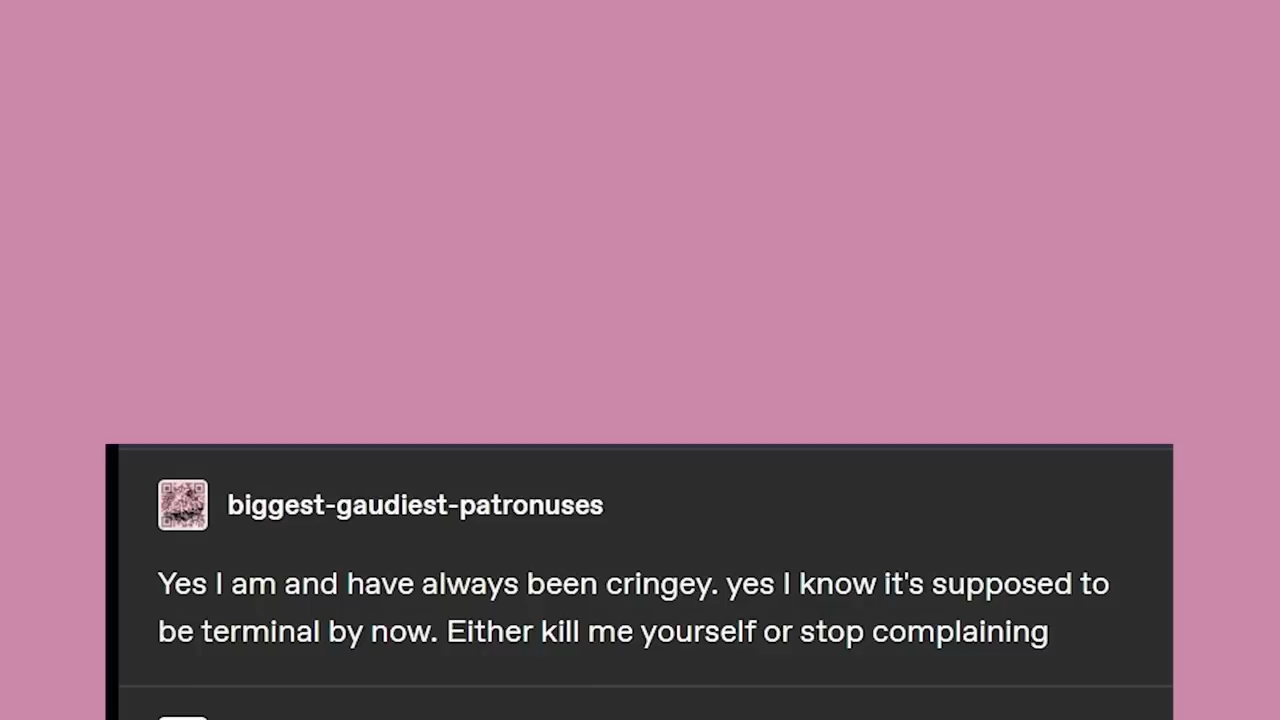 biggest-gaudiest-patronuses
Yes I am and have always been cringey. yes I know it's supposed to
be terminal by now. Either kill me yourself or stop complaining